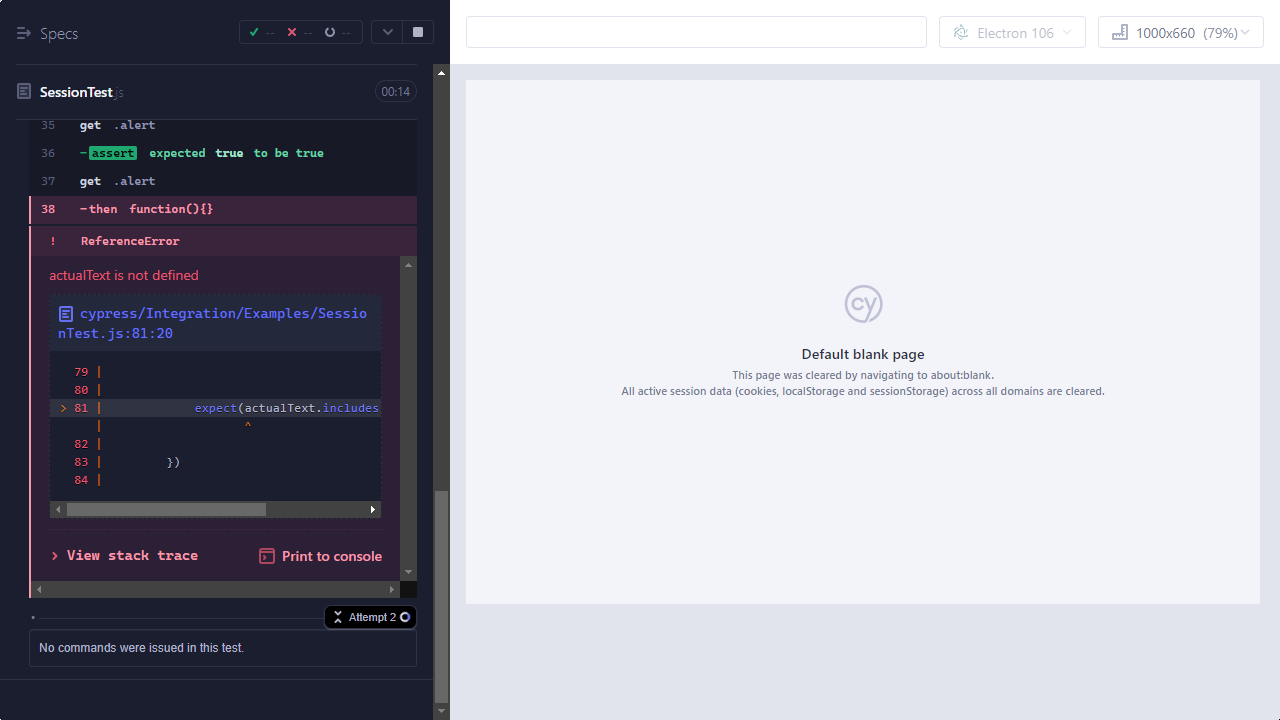 Specs
--
--
--
Electron 106
1000x660 (79%)
SessionTest.js
00:14
35 get .alert
36 -assert expected true to be true
37 get .alert
38 -then function(){}
! ReferenceError
actualText is not defined
cypress/Integration/Examples/Sessio
nTest.js:81:20
79 |
80 |
> 81 | expect(actualText.includes
| ^
82 |
83 | })
84 |
> View stack trace
Print to console
Attempt 2
No commands were issued in this test.
cy
Default blank page
This page was cleared by navigating to about:blank.
All active session data (cookies, localStorage and sessionStorage) across all domains are cleared.